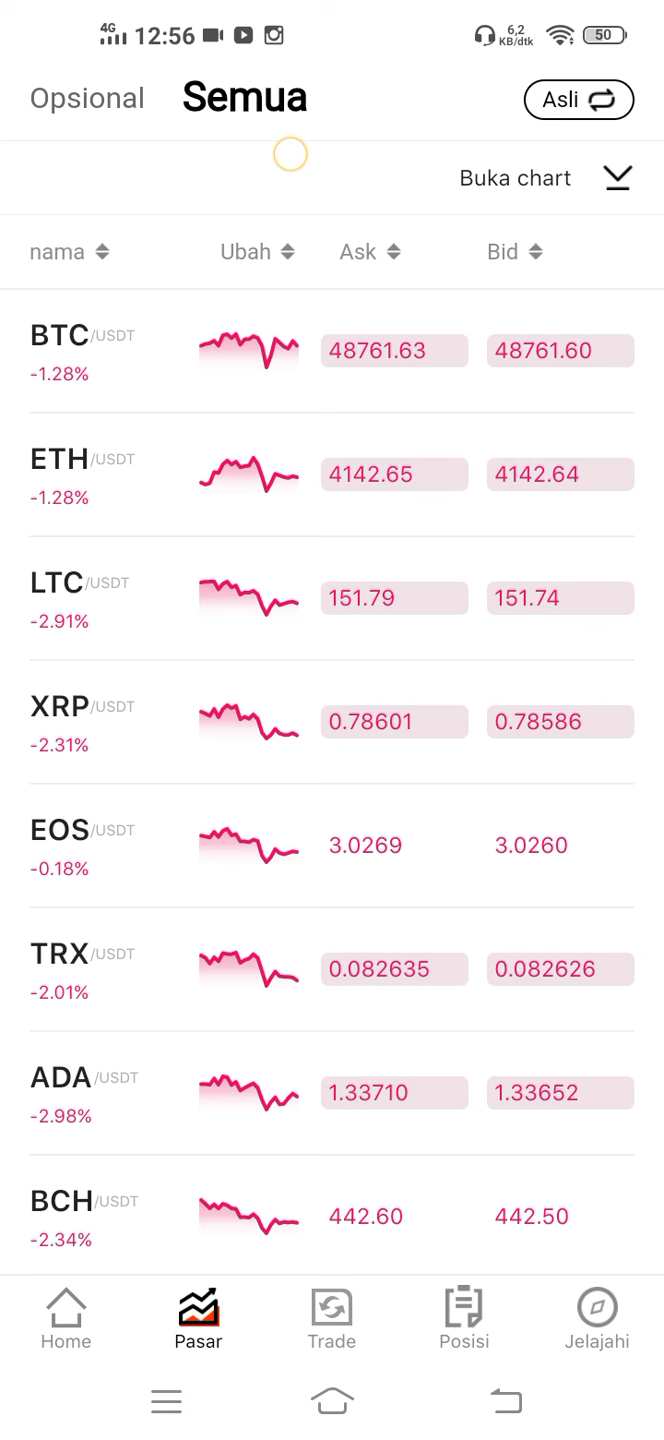 4G 12:56 6,2 KB/dtk 50
Opsional Semua Asli
Buka chart
nama Ubah Ask Bid
BTC/USDT 48761.63 48761.60
-1.28%
ETH/USDT 4142.65 4142.64
-1.28%
LTC/USDT 151.79 151.74
-2.91%
XRP/USDT 0.78601 0.78586
-2.31%
EOS/USDT 3.0269 3.0260
-0.18%
TRX/USDT 0.082635 0.082626
-2.01%
ADA/USDT 1.33710 1.33652
-2.98%
BCH/USDT 442.60 442.50
-2.34%
Home Pasar Trade Posisi Jelajahi